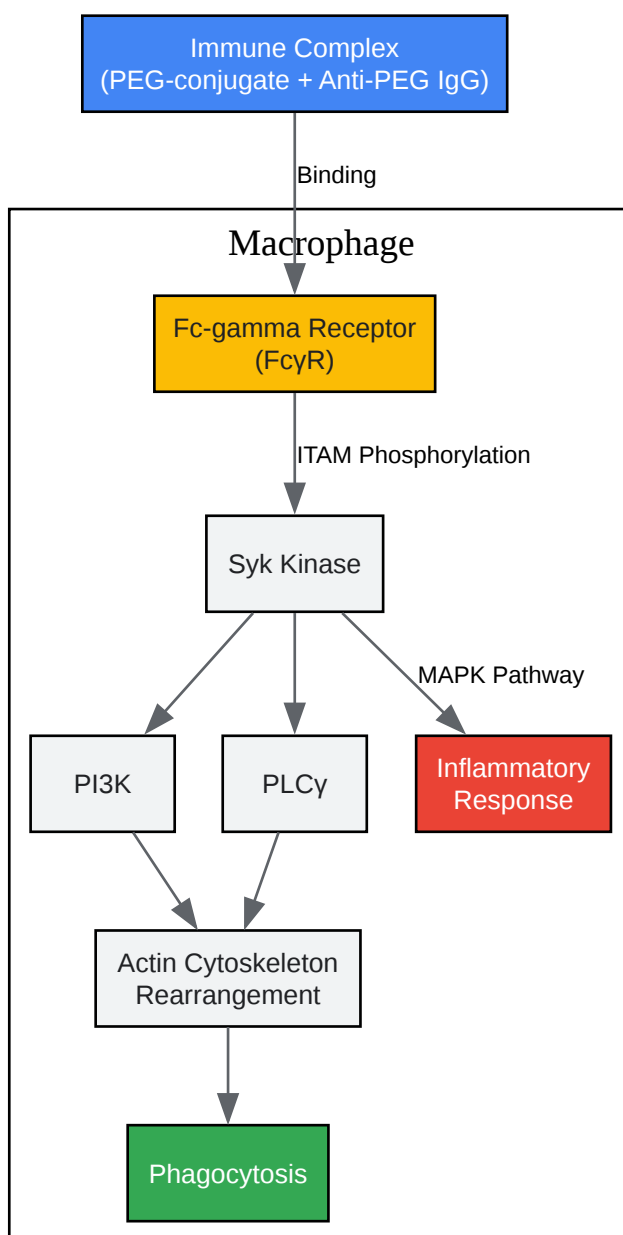 Immune Complex
(PEG-conjugate + Anti-PEG IgG)
Binding
Macrophage
Fc-gamma Receptor
(FcγR)
ITAM Phosphorylation
Syk Kinase
MAPK Pathway
PI3K
PLCγ
Inflammatory
Response
Actin Cytoskeleton
Rearrangement
Phagocytosis